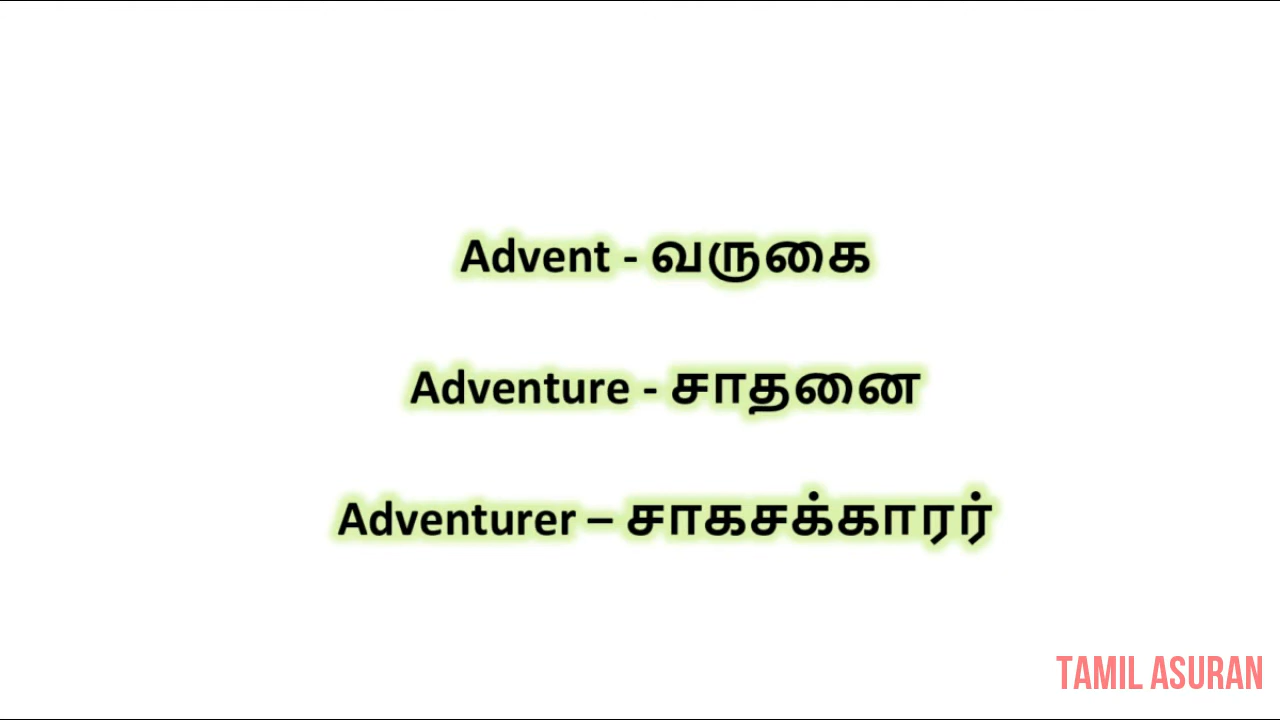 Advent - வருகை
Adventure - சாதனை
Adventurer – சாகசக்காரர்
TAMIL ASURAN